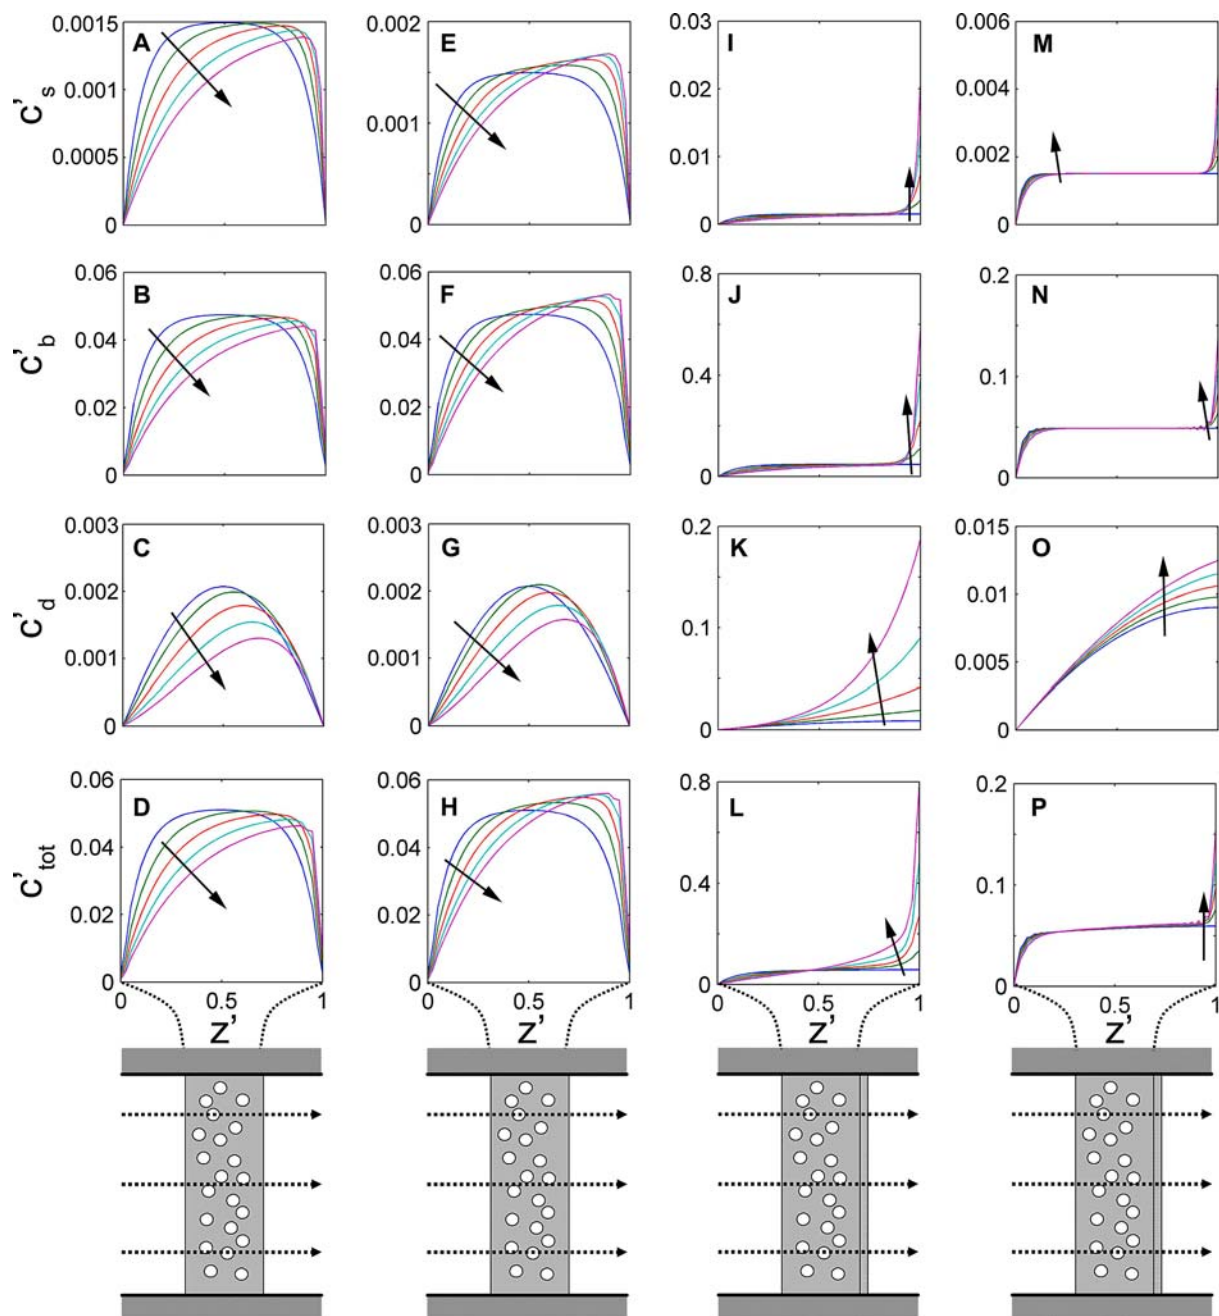 A
0.0015
0.001
0.0005
0
C's
E
0.002
0.001
0
I
0.03
0.02
0.01
0
M
0.006
0.004
0.002
0
B
0.06
0.04
0.02
0
C'b
F
0.06
0.04
0.02
0
J
0.8
0.4
0
N
0.2
0.1
0
C
0.003
0.002
0.001
0
C'd
G
0.003
0.002
0.001
0
K
0.2
0.1
0
O
0.015
0.01
0.005
0
D
0.06
0.04
0.02
0
C'tot
H
0.06
0.04
0.02
0
L
0.8
0.4
0
P
0.2
0.1
0
0 0.5 1
0 0.5 1
0 0.5 1
0 0.5 1
Z'
Z'
Z'
Z'